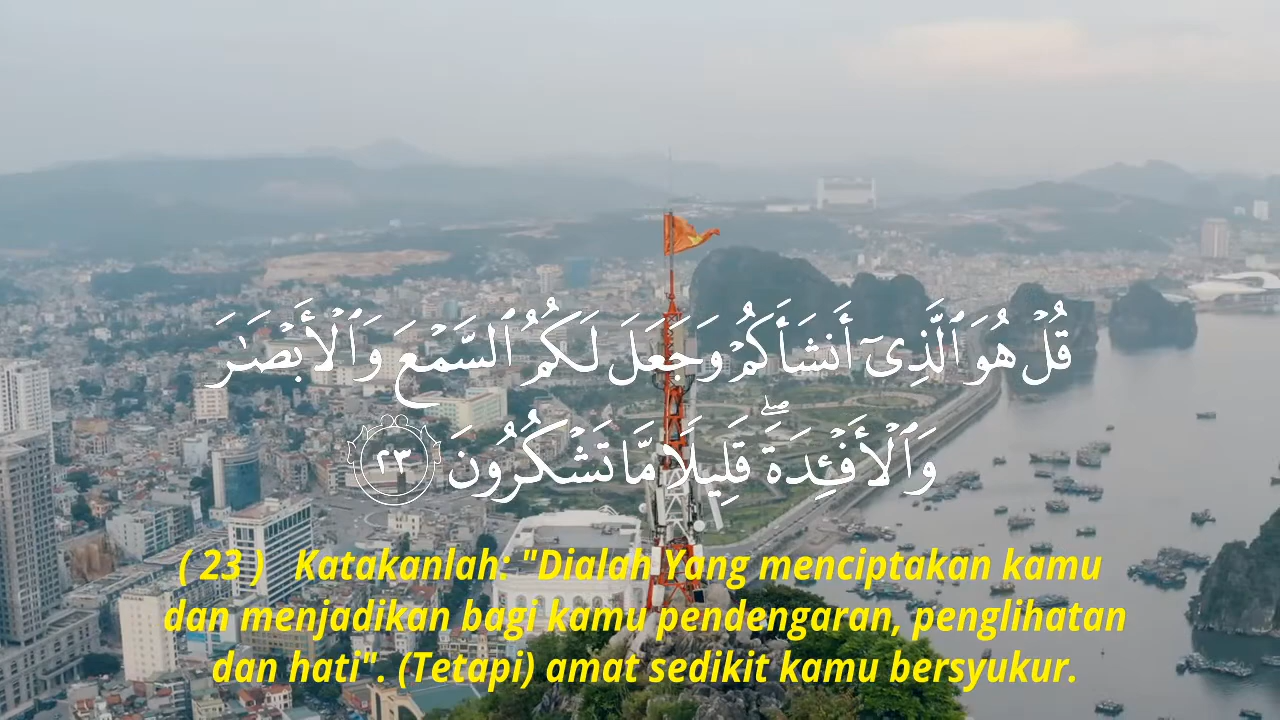 قُلْ هُوَ ٱلَّذِىٓ أَنشَأَكُمْ وَجَعَلَ لَكُمُ ٱلسَّمْعَ وَٱلْأَبْصَـٰرَ
وَٱلْأَفْـِٔدَةَ ۖ قَلِيلًا مَّا تَشْكُرُونَ ٢٣
( 23 ) Katakanlah: "Dialah Yang menciptakan kamu
dan menjadikan bagi kamu pendengaran, penglihatan
dan hati". (Tetapi) amat sedikit kamu bersyukur.